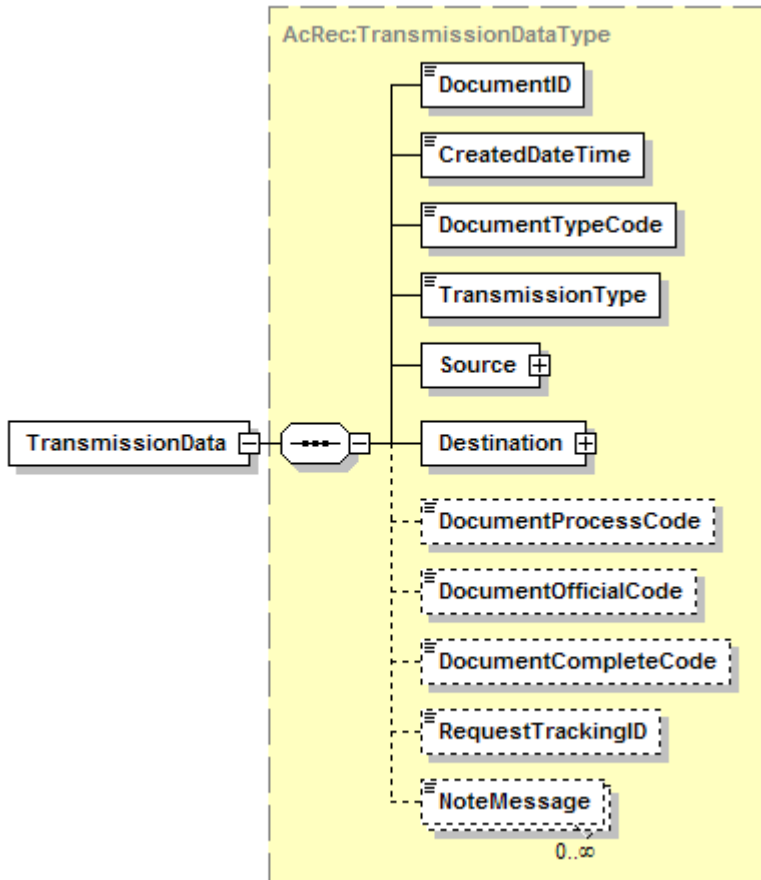 AcRec:TransmissionDataType
DocumentID
CreatedDateTime
DocumentTypeCode
TransmissionType
Source
TransmissionData
Destination
DocumentProcessCode
DocumentOfficialCode
DocumentCompleteCode
RequestTrackingID
NoteMessage
0..∞